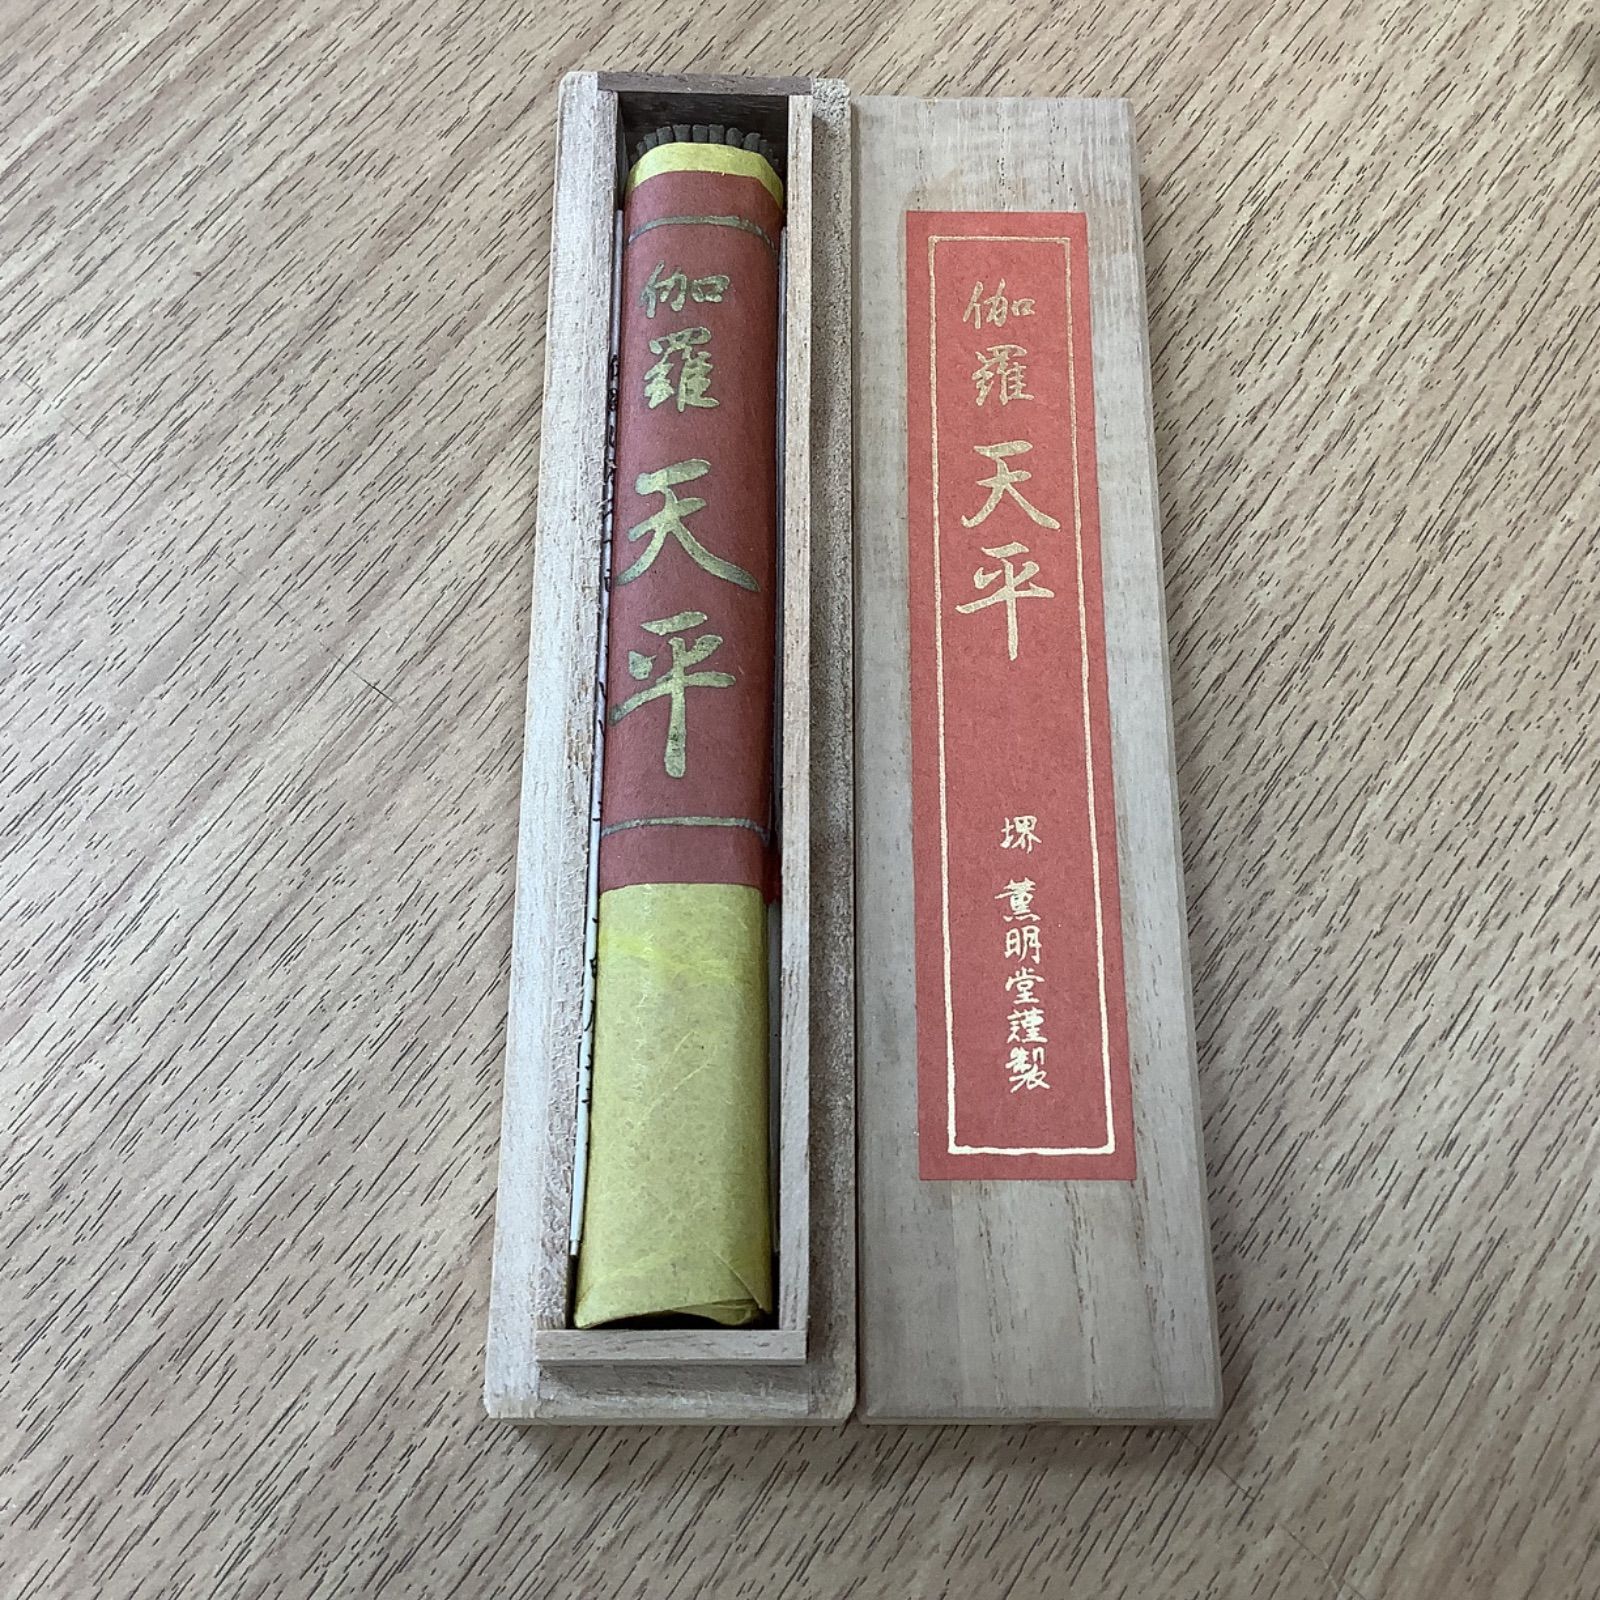 伽羅
天平
伽羅
天平
堺 薫明堂謹製